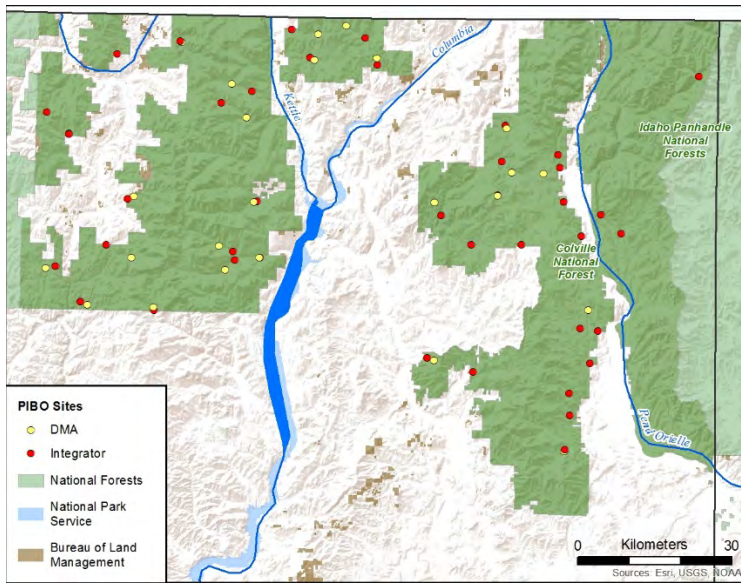 Columbia
Kettle
Idaho Panhandle
National
Forests
Colville
National
Forest
Pend Orielle
PIBO Sites
DMA
Integrator
National Forests
National Park
Service
Bureau of Land
Management
Kilometers
0 30
Sources: Esri, USGS, NOAA